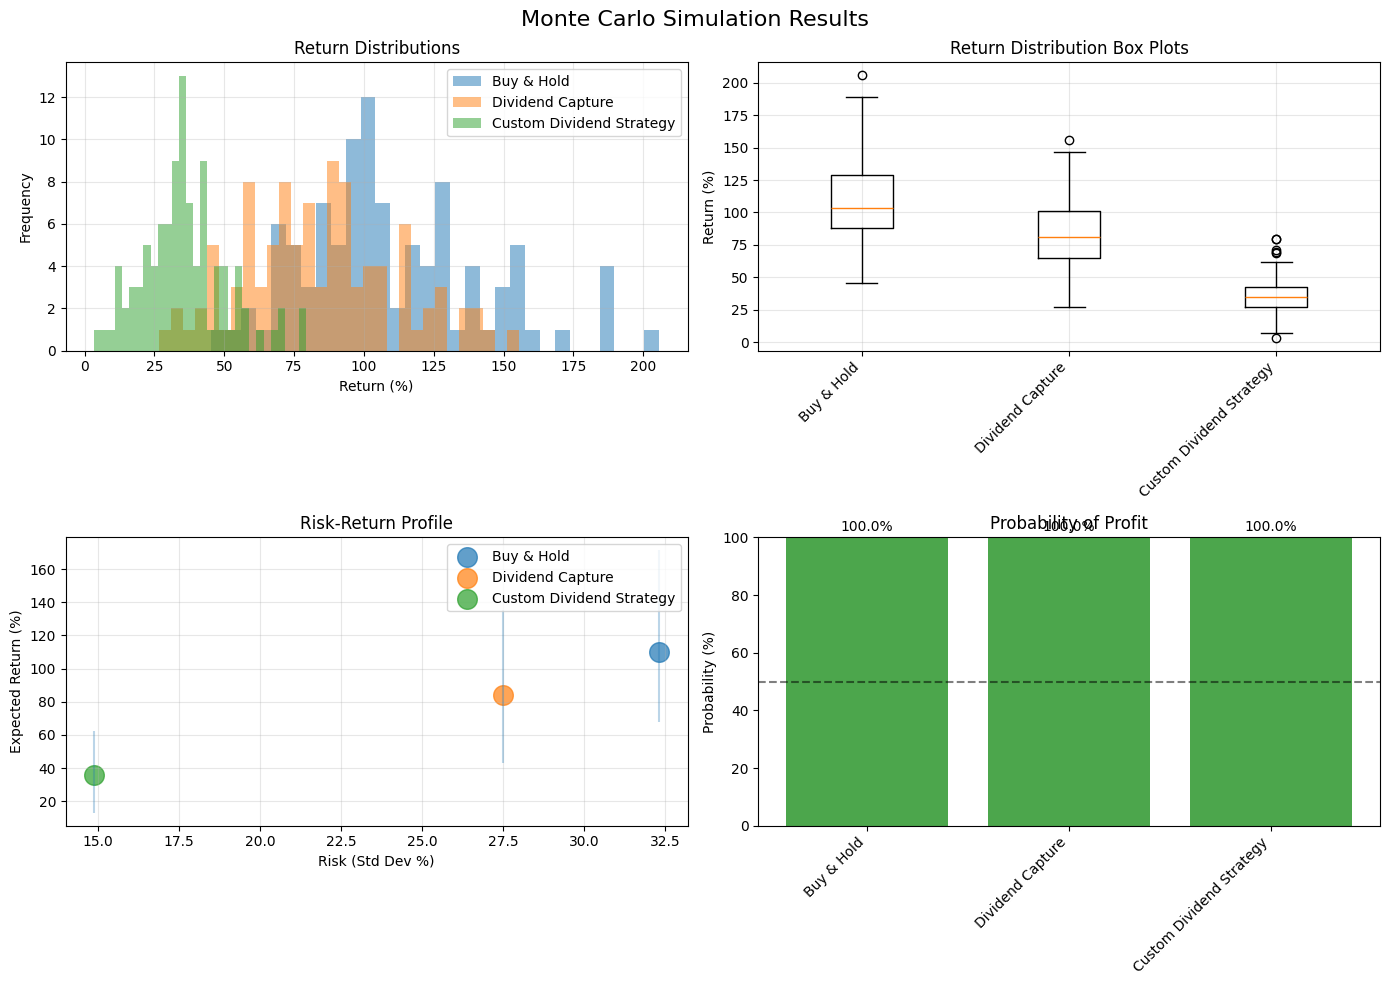 Monte Carlo Simulation Results
Return Distributions
Frequency
12
10
8
6
4
2
0
Buy & Hold
Dividend Capture
Custom Dividend Strategy
0 25 50 75 100 125 150 175 200
Return (%)
Return Distribution Box Plots
Return (%)
200
175
150
125
100
75
50
25
0
Buy & Hold
Dividend Capture
Custom Dividend Strategy
Risk-Return Profile
Expected Return (%)
160
140
120
100
80
60
40
20
Buy & Hold
Dividend Capture
Custom Dividend Strategy
15.0 17.5 20.0 22.5 25.0 27.5 30.0 32.5
Risk (Std Dev %)
Probability of Profit
100.0% 100.0% 100.0%
Probability (%)
100
80
60
40
20
0
Buy & Hold
Dividend Capture
Custom Dividend Strategy